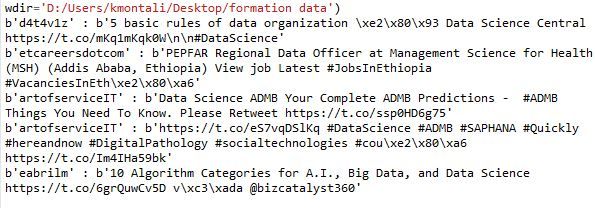 wdir='D:/Users/kmontali/Desktop/formation data')
b'd4t4v1z' : b'5 basic rules of data organization \xe2\x80\x93 Data Science Central
https://t.co/mKq1mKqk0W\n\n#DataScience'
b'etcareersdotcom' : b'PEPFAR Regional Data Officer at Management Science for Health
(MSH) (Addis Ababa, Ethiopia) View job Latest #JobsInEthiopia
#VacanciesInEth\xe2\x80\xa6'
b'artofserviceIT' : b'Data Science ADMB Your Complete ADMB Predictions -  #ADMB
Things You Need To Know. Please Retweet https://t.co/ssp0HD6g75'
b'artofserviceIT' : b'https://t.co/eS7vqDSlKq #DataScience #ADMB #SAPHANA #Quickly
#hereandnow #DigitalPathology #socialtechnologies #cou\xe2\x80\xa6
https://t.co/Im4IHa59bk'
b'eabrilm' : b'10 Algorithm Categories for A.I., Big Data, and Data Science
https://t.co/6grQuwCv5D v\xc3\xada @bizcatalyst360'